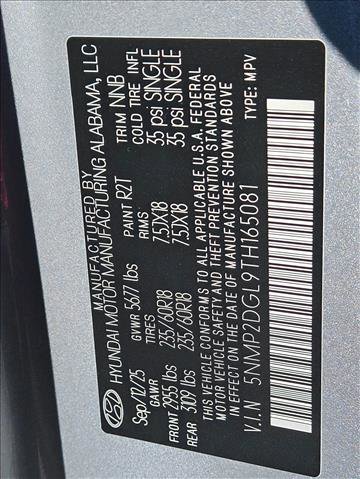 MANUFACTURED BY
HYUNDAI MOTOR MANUFACTURING ALABAMA, LLC
Sep/12/25 PAINT R2T TRIM NNB
GVWR 5677 lbs
GAWR TIRES RIMS COLD TIRE INFL
FRONT 2955 lbs 235/60R18 7.5JX18 35 psi SINGLE
REAR 3109 lbs 235/60R18 7.5JX18 35 psi SINGLE
THIS VEHICLE CONFORMS TO ALL APPLICABLE U.S.A. FEDERAL
MOTOR VEHICLE SAFETY AND THEFT PREVENTION STANDARDS
IN EFFECT ON THE DATE OF MANUFACTURE SHOWN ABOVE
V.I.N 5NMP2DGL9TH165081 TYPE: MPV